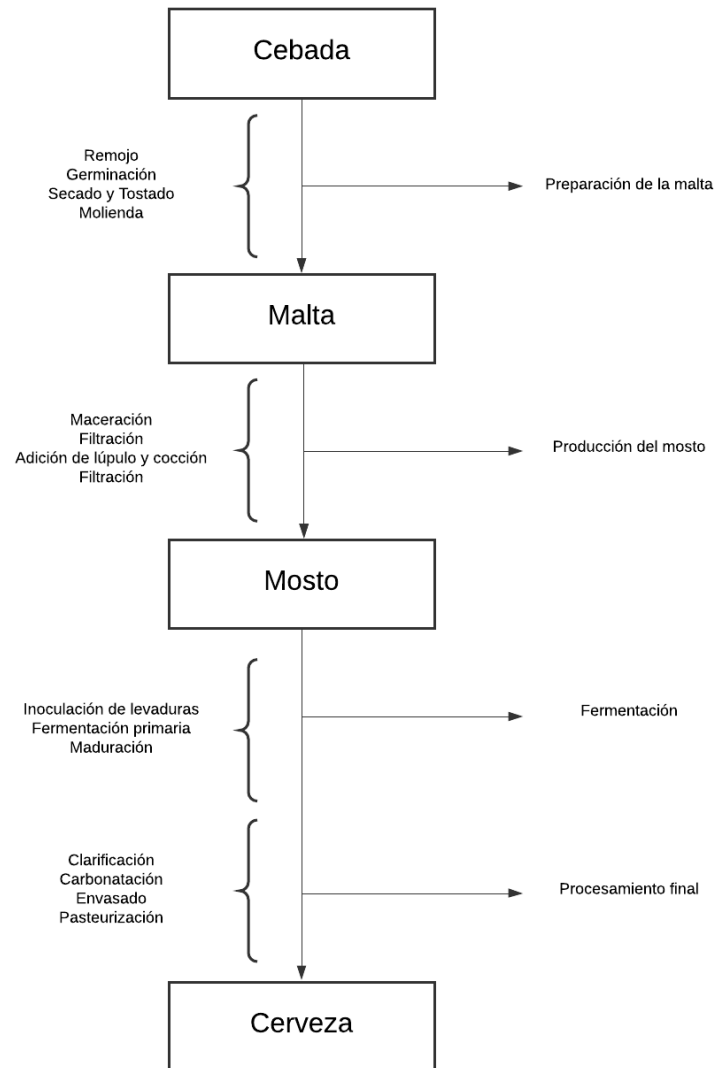 Cebada
Remojo
Germinación
Secado y Tostado
Molienda
Preparación de la malta
Malta
Maceración
Filtración
Adición de lúpulo y cocción
Filtración
Producción del mosto
Mosto
Inoculación de levaduras
Fermentación primaria
Maduración
Fermentación
Clarificación
Carbonatación
Envasado
Pasteurización
Procesamiento final
Cerveza